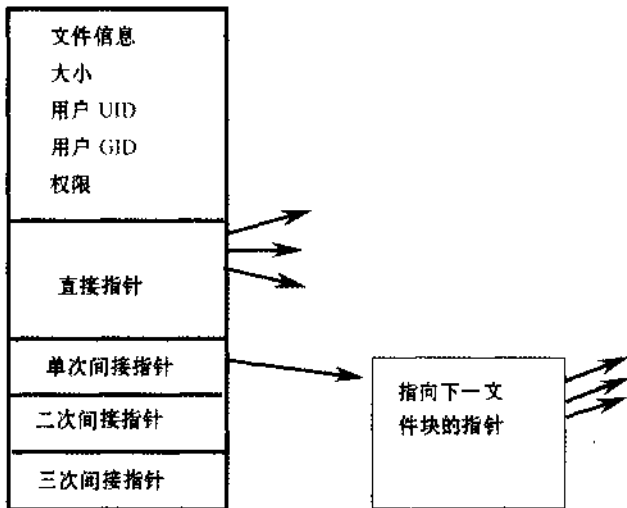 文件信息
大小
用户 UID
用户 GID
权限
直接指针
单次间接指针
二次间接指针
三次间接指针
指向下一文
件块的指针